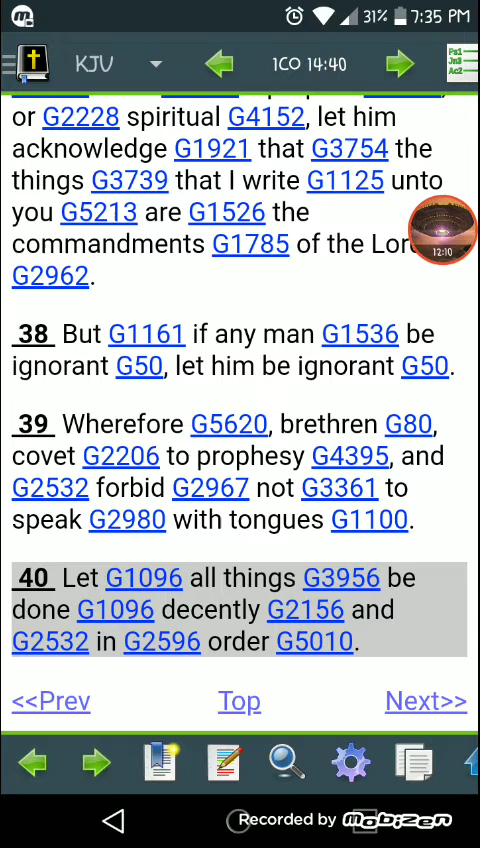 31% 7:35 PM
KJV 1CO 14:40
Ps1
Jn3
Ac2
or G2228 spiritual G4152, let him
acknowledge G1921 that G3754 the
things G3739 that I write G1125 unto
you G5213 are G1526 the
commandments G1785 of the Lor
12:10
G2962.
38 But G1161 if any man G1536 be
ignorant G50, let him be ignorant G50.
39 Wherefore G5620, brethren G80,
covet G2206 to prophesy G4395, and
G2532 forbid G2967 not G3361 to
speak G2980 with tongues G1100.
40 Let G1096 all things G3956 be
done G1096 decently G2156 and
G2532 in G2596 order G5010.
<<Prev Top Next>>
Recorded by Mobizen